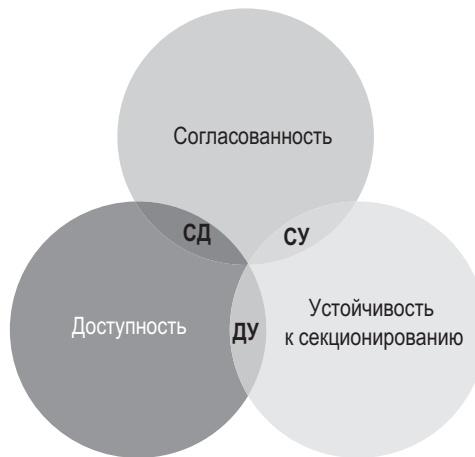 Согласованность
СД
СУ
Доступность
ДУ
Устойчивость
к секционированию